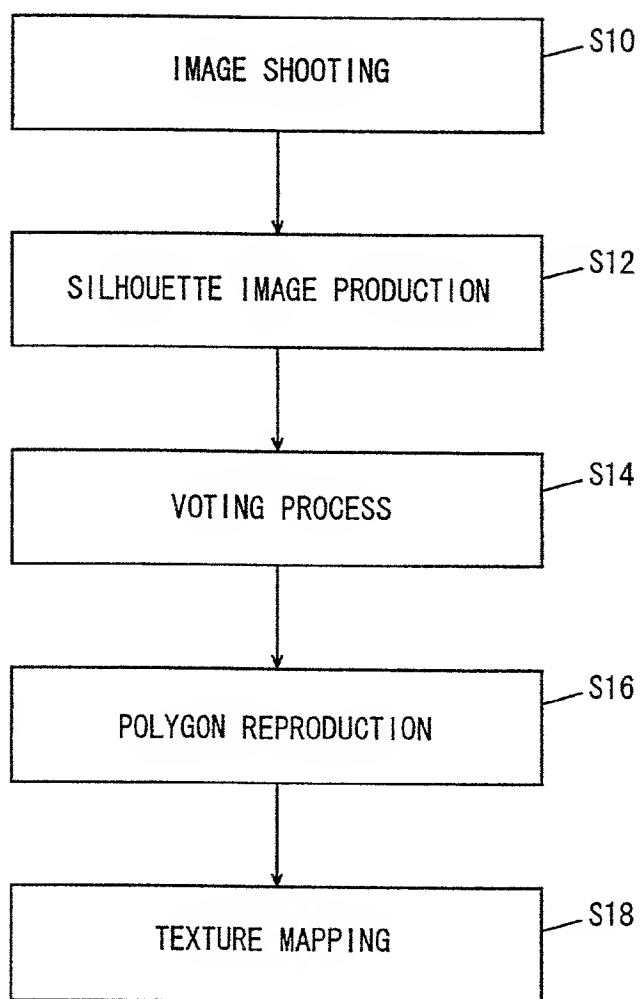 S10
IMAGE SHOOTING
S12
SILHOUETTE IMAGE PRODUCTION
S14
VOTING PROCESS
S16
POLYGON REPRODUCTION
S18
TEXTURE MAPPING